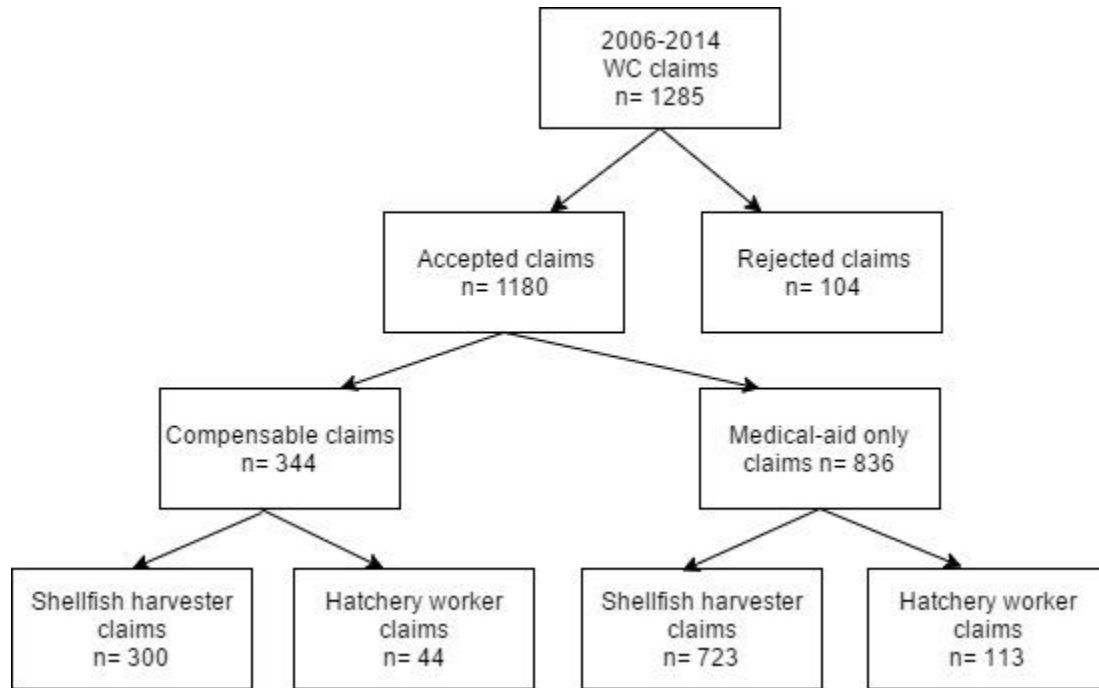 2006-2014
WC claims
n= 1285
Accepted claims
n= 1180
Rejected claims
n= 104
Compensable claims
n= 344
Medical-aid only
claims n= 836
Shellfish harvester
claims
n= 300
Hatchery worker
claims
n= 44
Shellfish harvester
claims
n= 723
Hatchery worker
claims
n= 113